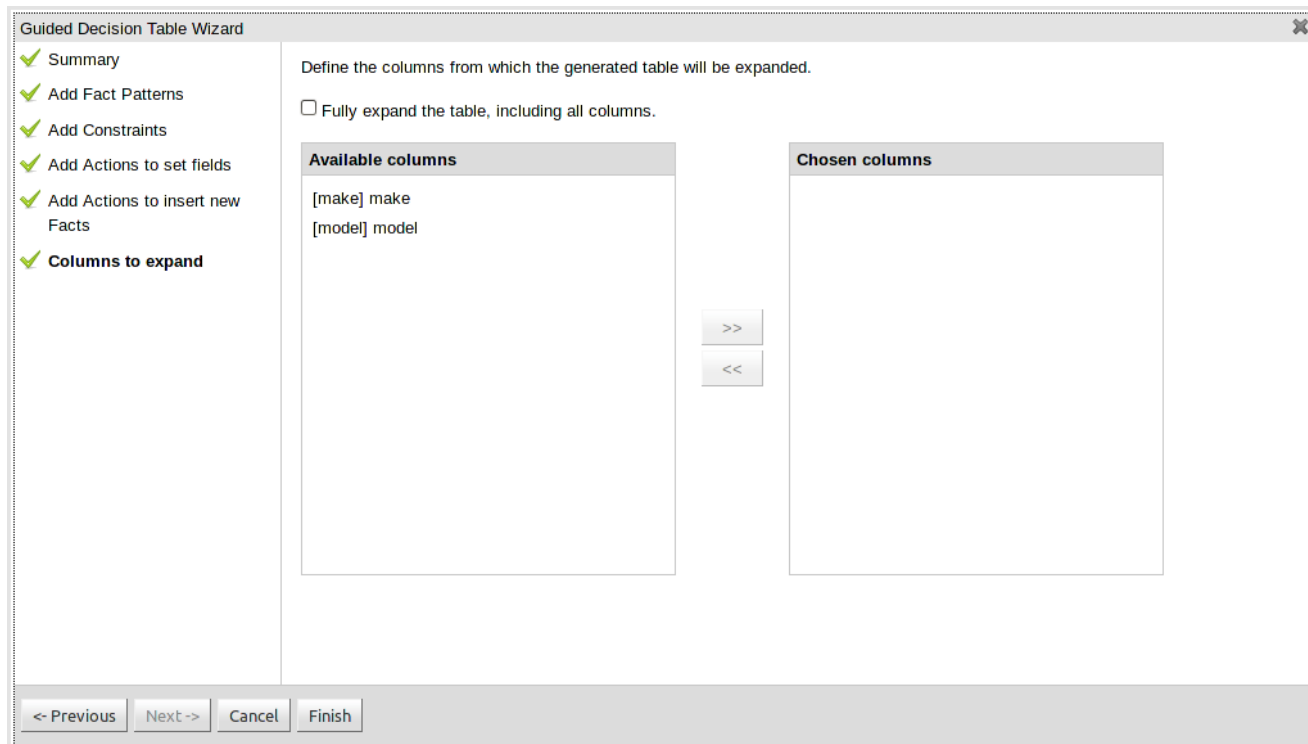 Guided Decision Table Wizard
Summary
Add Fact Patterns
Add Constraints
Add Actions to set fields
Add Actions to insert new
Facts
Columns to expand
Define the columns from which the generated table will be expanded.
Fully expand the table, including all columns.
Available columns
[make] make
[model] model
>>
<<
Chosen columns
<- Previous
Next ->
Cancel
Finish